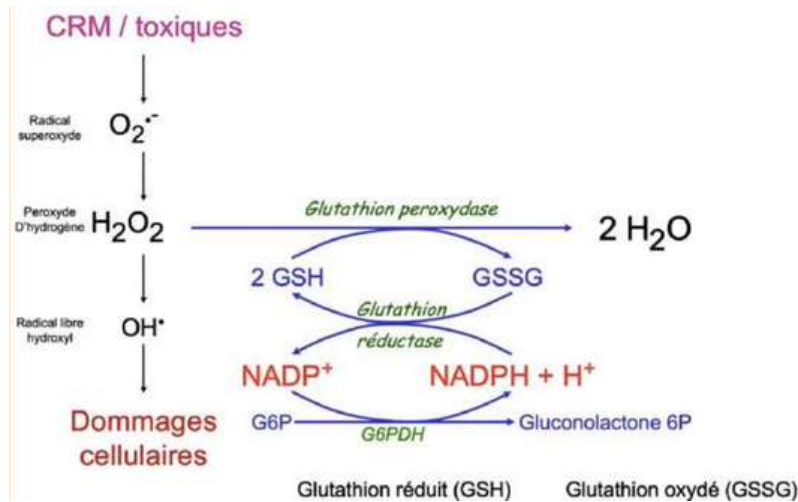 CRM / toxiques
Radical
superoxyde
O₂•⁻
Peroxyde
D'hydrogène
H₂O₂
Glutathion peroxydase
2 H₂O
2 GSH
GSSG
Glutathion
réductase
Radical libre
hydroxyl
OH•
NADP⁺
NADPH + H⁺
Dommages
cellulaires
G6P
G6PDH
Gluconolactone 6P
Glutathion réduit (GSH)
Glutathion oxydé (GSSG)